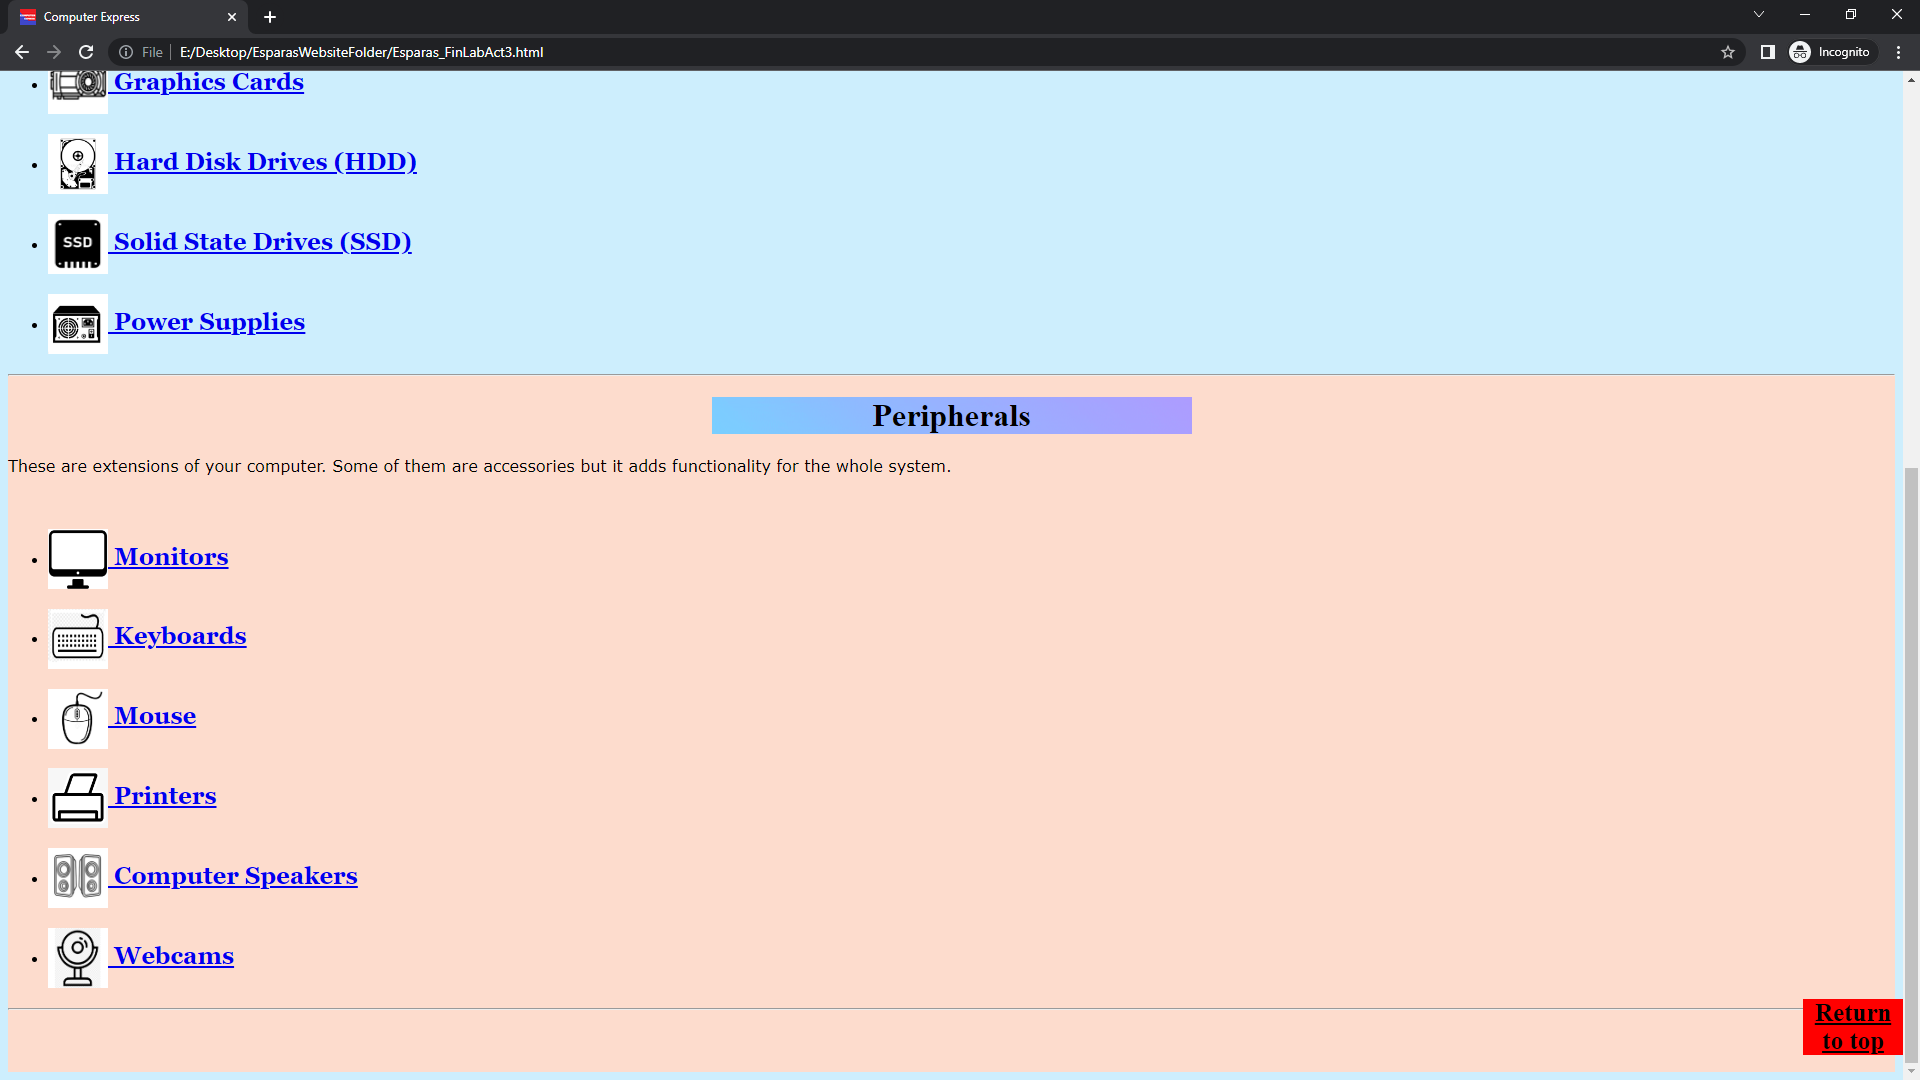 Computer Express
File
E:/Desktop/EsparasWebsiteFolder/Esparas_FinLabAct3.html
Incognito
Graphics Cards
Hard Disk Drives (HDD)
SSD
Solid State Drives (SSD)
Power Supplies
Peripherals
These are extensions of your computer. Some of them are accessories but it adds functionality for the whole system.
Monitors
Keyboards
Mouse
Printers
Computer Speakers
Webcams
Return
to top